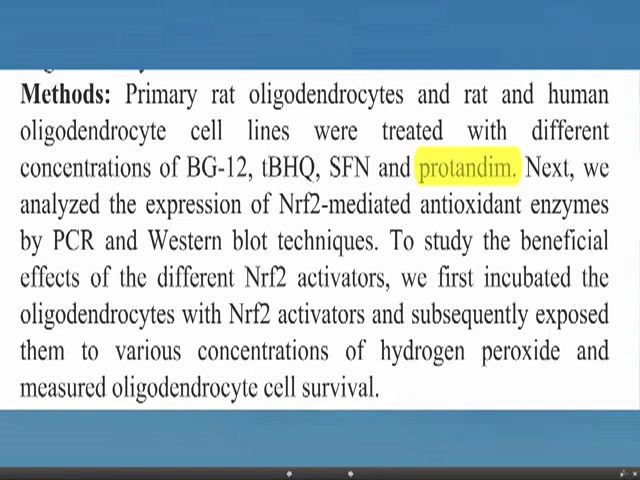 Methods: Primary rat oligodendrocytes and rat and human
oligodendrocyte cell lines were treated with different
concentrations of BG-12, tBHQ, SFN and protandim. Next, we
analyzed the expression of Nrf2-mediated antioxidant enzymes
by PCR and Western blot techniques. To study the beneficial
effects of the different Nrf2 activators, we first incubated the
oligodendrocytes with Nrf2 activators and subsequently exposed
them to various concentrations of hydrogen peroxide and
measured oligodendrocyte cell survival.